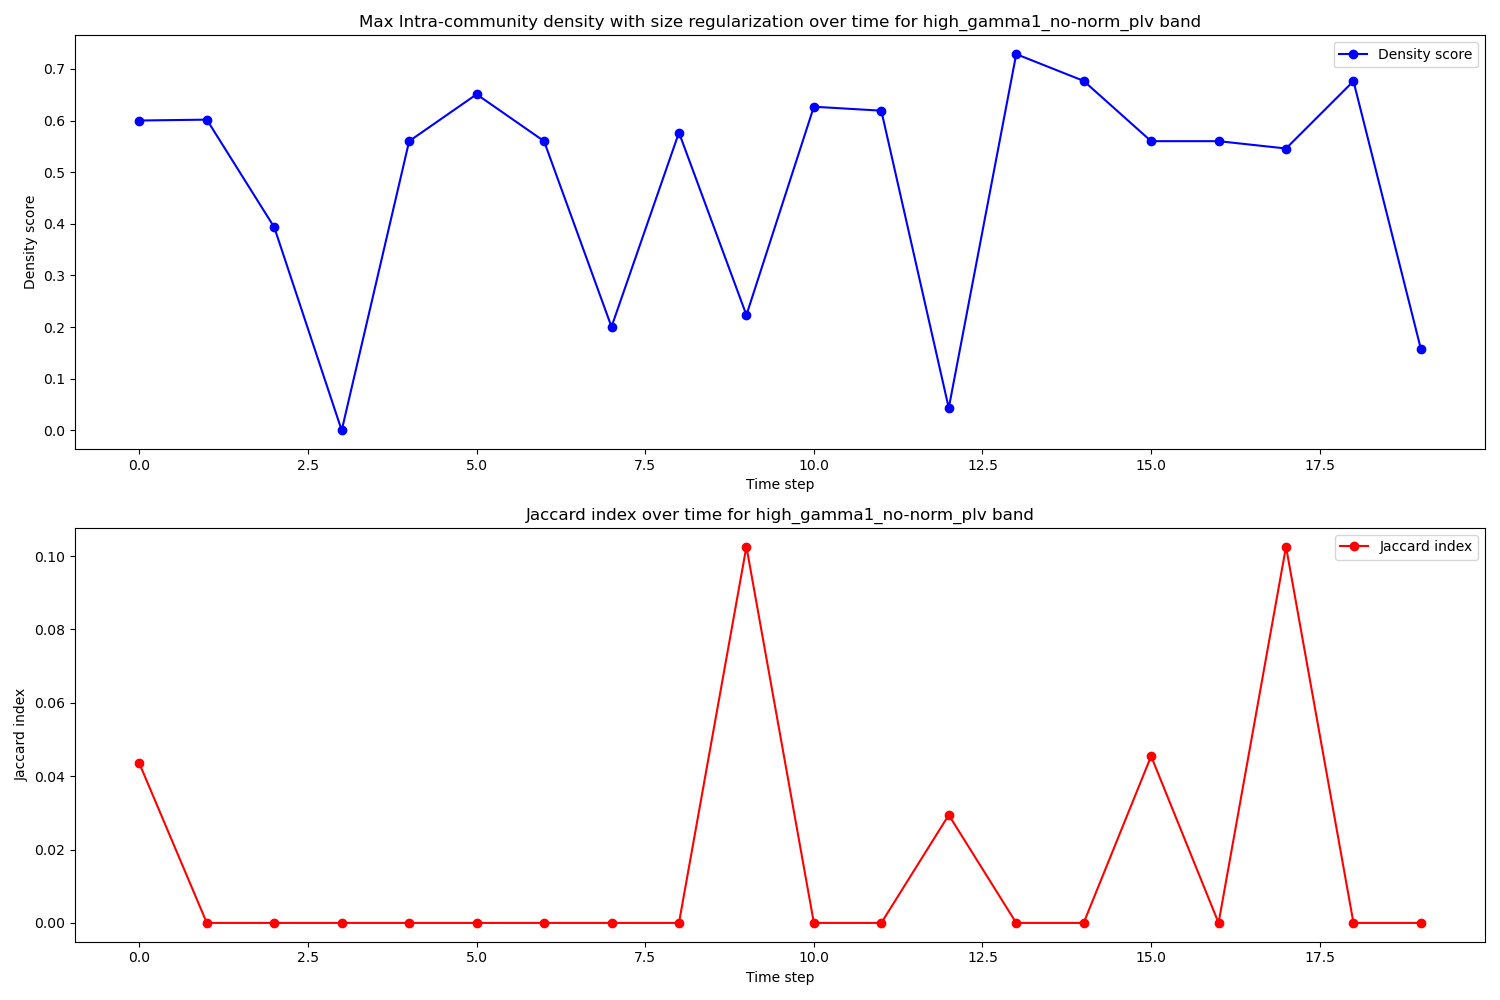 Max Intra-community density with size regularization over time for high_gamma1_no-norm_plv band
Density score
0.7
0.6
0.5
0.4
0.3
0.2
0.1
0.0
Density score
0.0 2.5 5.0 7.5 10.0 12.5 15.0 17.5
Time step
Jaccard index over time for high_gamma1_no-norm_plv band
Jaccard index
0.10
0.08
0.06
0.04
0.02
0.00
Jaccard index
0.0 2.5 5.0 7.5 10.0 12.5 15.0 17.5
Time step